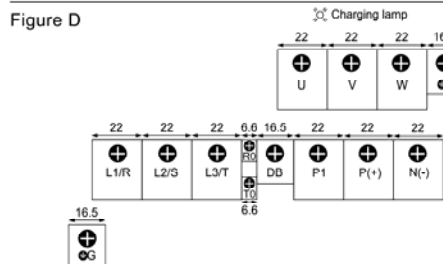 Figure D
Charging lamp
22 22 22 16
U V W
22 22 22 6.6 16.5 22 22 22
R0
L1/R L2/S L3/T DB P1 P(+) N(-)
T0
6.6
16.5
G